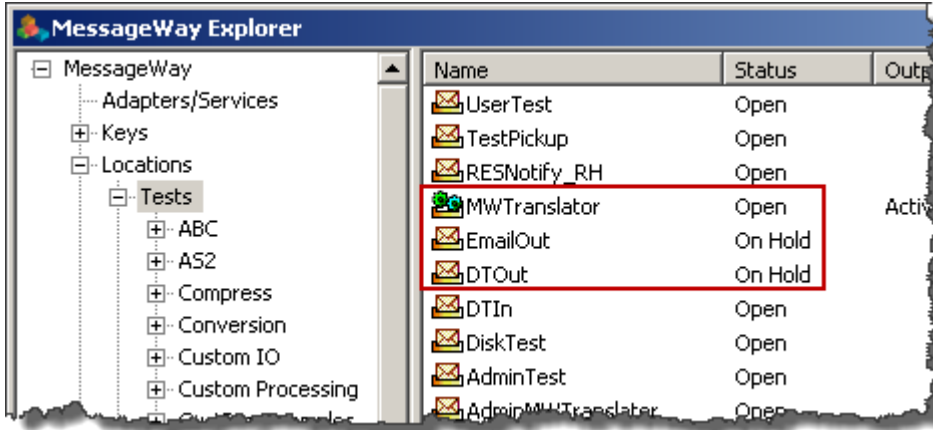 MessageWay Explorer
MessageWay
Adapters/Services
Keys
Locations
Tests
ABC
AS2
Compress
Conversion
Custom IO
Custom Processing
Name Status
UserTest Open
TestPickup Open
RESNotify_RH Open
MWTranslator Open
EmailOut On Hold
DTOut On Hold
DTIn Open
DiskTest Open
AdminTest Open
AdminMWTranslater Open